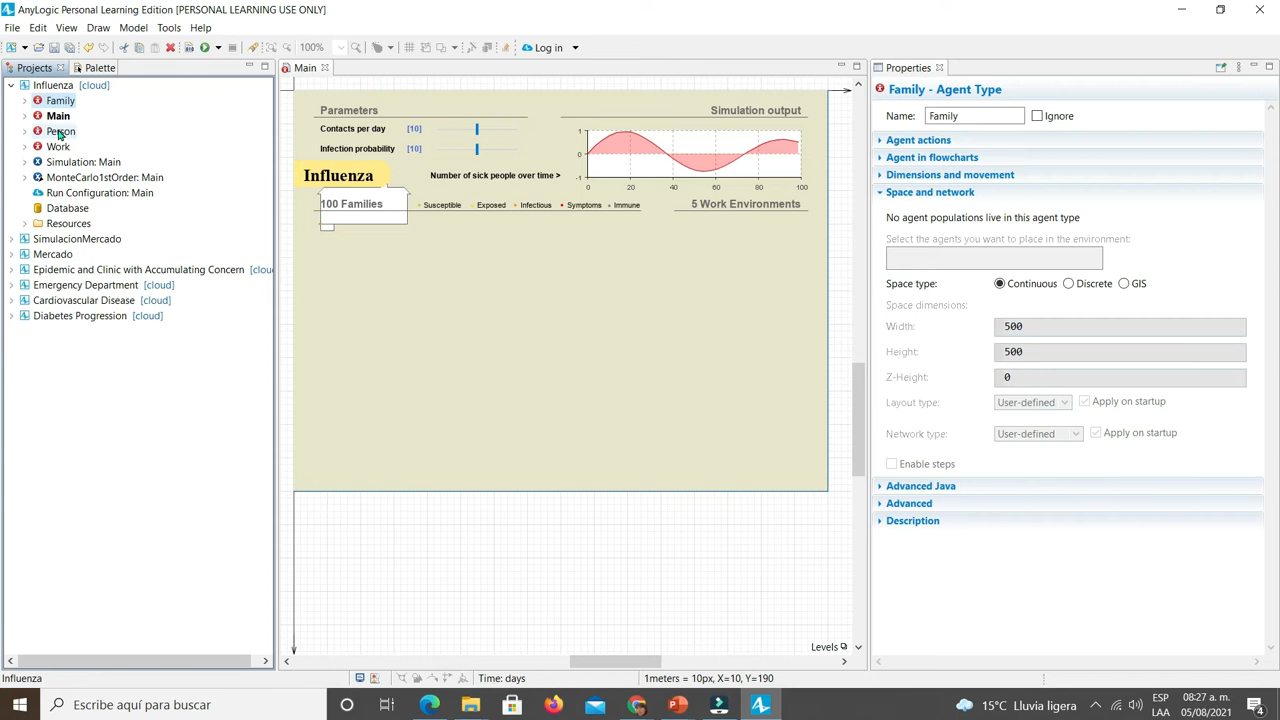 AnyLogic Personal Learning Edition [PERSONAL LEARNING USE ONLY]
File Edit View Draw Model Tools Help
100% Log in
Projects Palette
Influenza [cloud]
Family
Main
Person
Work
Simulation: Main
MonteCarlo1stOrder: Main
Run Configuration: Main
Database
Resources
SimulacionMercado
Mercado
Epidemic and Clinic with Accumulating Concern [clou
Emergency Department [cloud]
Cardiovascular Disease [cloud]
Diabetes Progression [cloud]
Main
Parameters
Simulation output
Contacts per day [10]
Infection probability [10]
Influenza
Number of sick people over time >
1
0
-1
0 20 40 60 80 100
100 Families
Susceptible Exposed Infectious Symptoms Immune
5 Work Environments
Levels
Properties
Family - Agent Type
Name: Family Ignore
Agent actions
Agent in flowcharts
Dimensions and movement
Space and network
No agent populations live in this agent type
Select the agents you want to place in the environment:
Space type: Continuous Discrete GIS
Space dimensions:
Width: 500
Height: 500
Z-Height: 0
Layout type: User-defined Apply on startup
Network type: User-defined Apply on startup
Enable steps
Advanced Java
Advanced
Description
Influenza
Time: days
1meters = 10px, X=10, Y=190
Escribe aquí para buscar
15°C Lluvia ligera
ESP
LAA
08:27 a. m.
05/08/2021
4